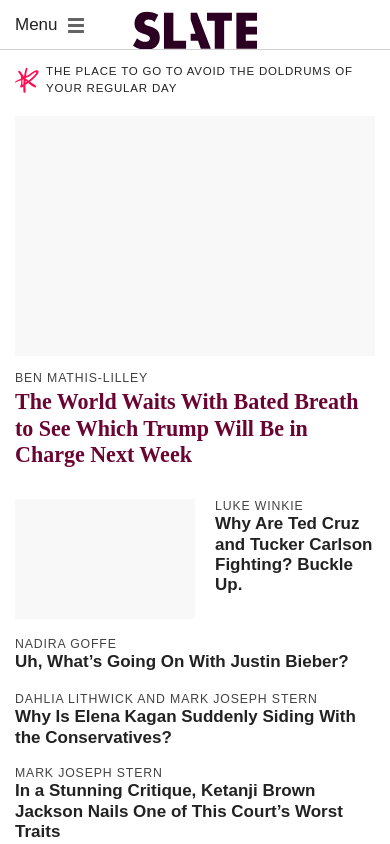 Menu
SLATE
THE PLACE TO GO TO AVOID THE DOLDRUMS OF
YOUR REGULAR DAY
BEN MATHIS-LILLEY
The World Waits With Bated Breath
to See Which Trump Will Be in
Charge Next Week
LUKE WINKIE
Why Are Ted Cruz
and Tucker Carlson
Fighting? Buckle
Up.
NADIRA GOFFE
Uh, What’s Going On With Justin Bieber?
DAHLIA LITHWICK AND MARK JOSEPH STERN
Why Is Elena Kagan Suddenly Siding With
the Conservatives?
MARK JOSEPH STERN
In a Stunning Critique, Ketanji Brown
Jackson Nails One of This Court’s Worst
Traits